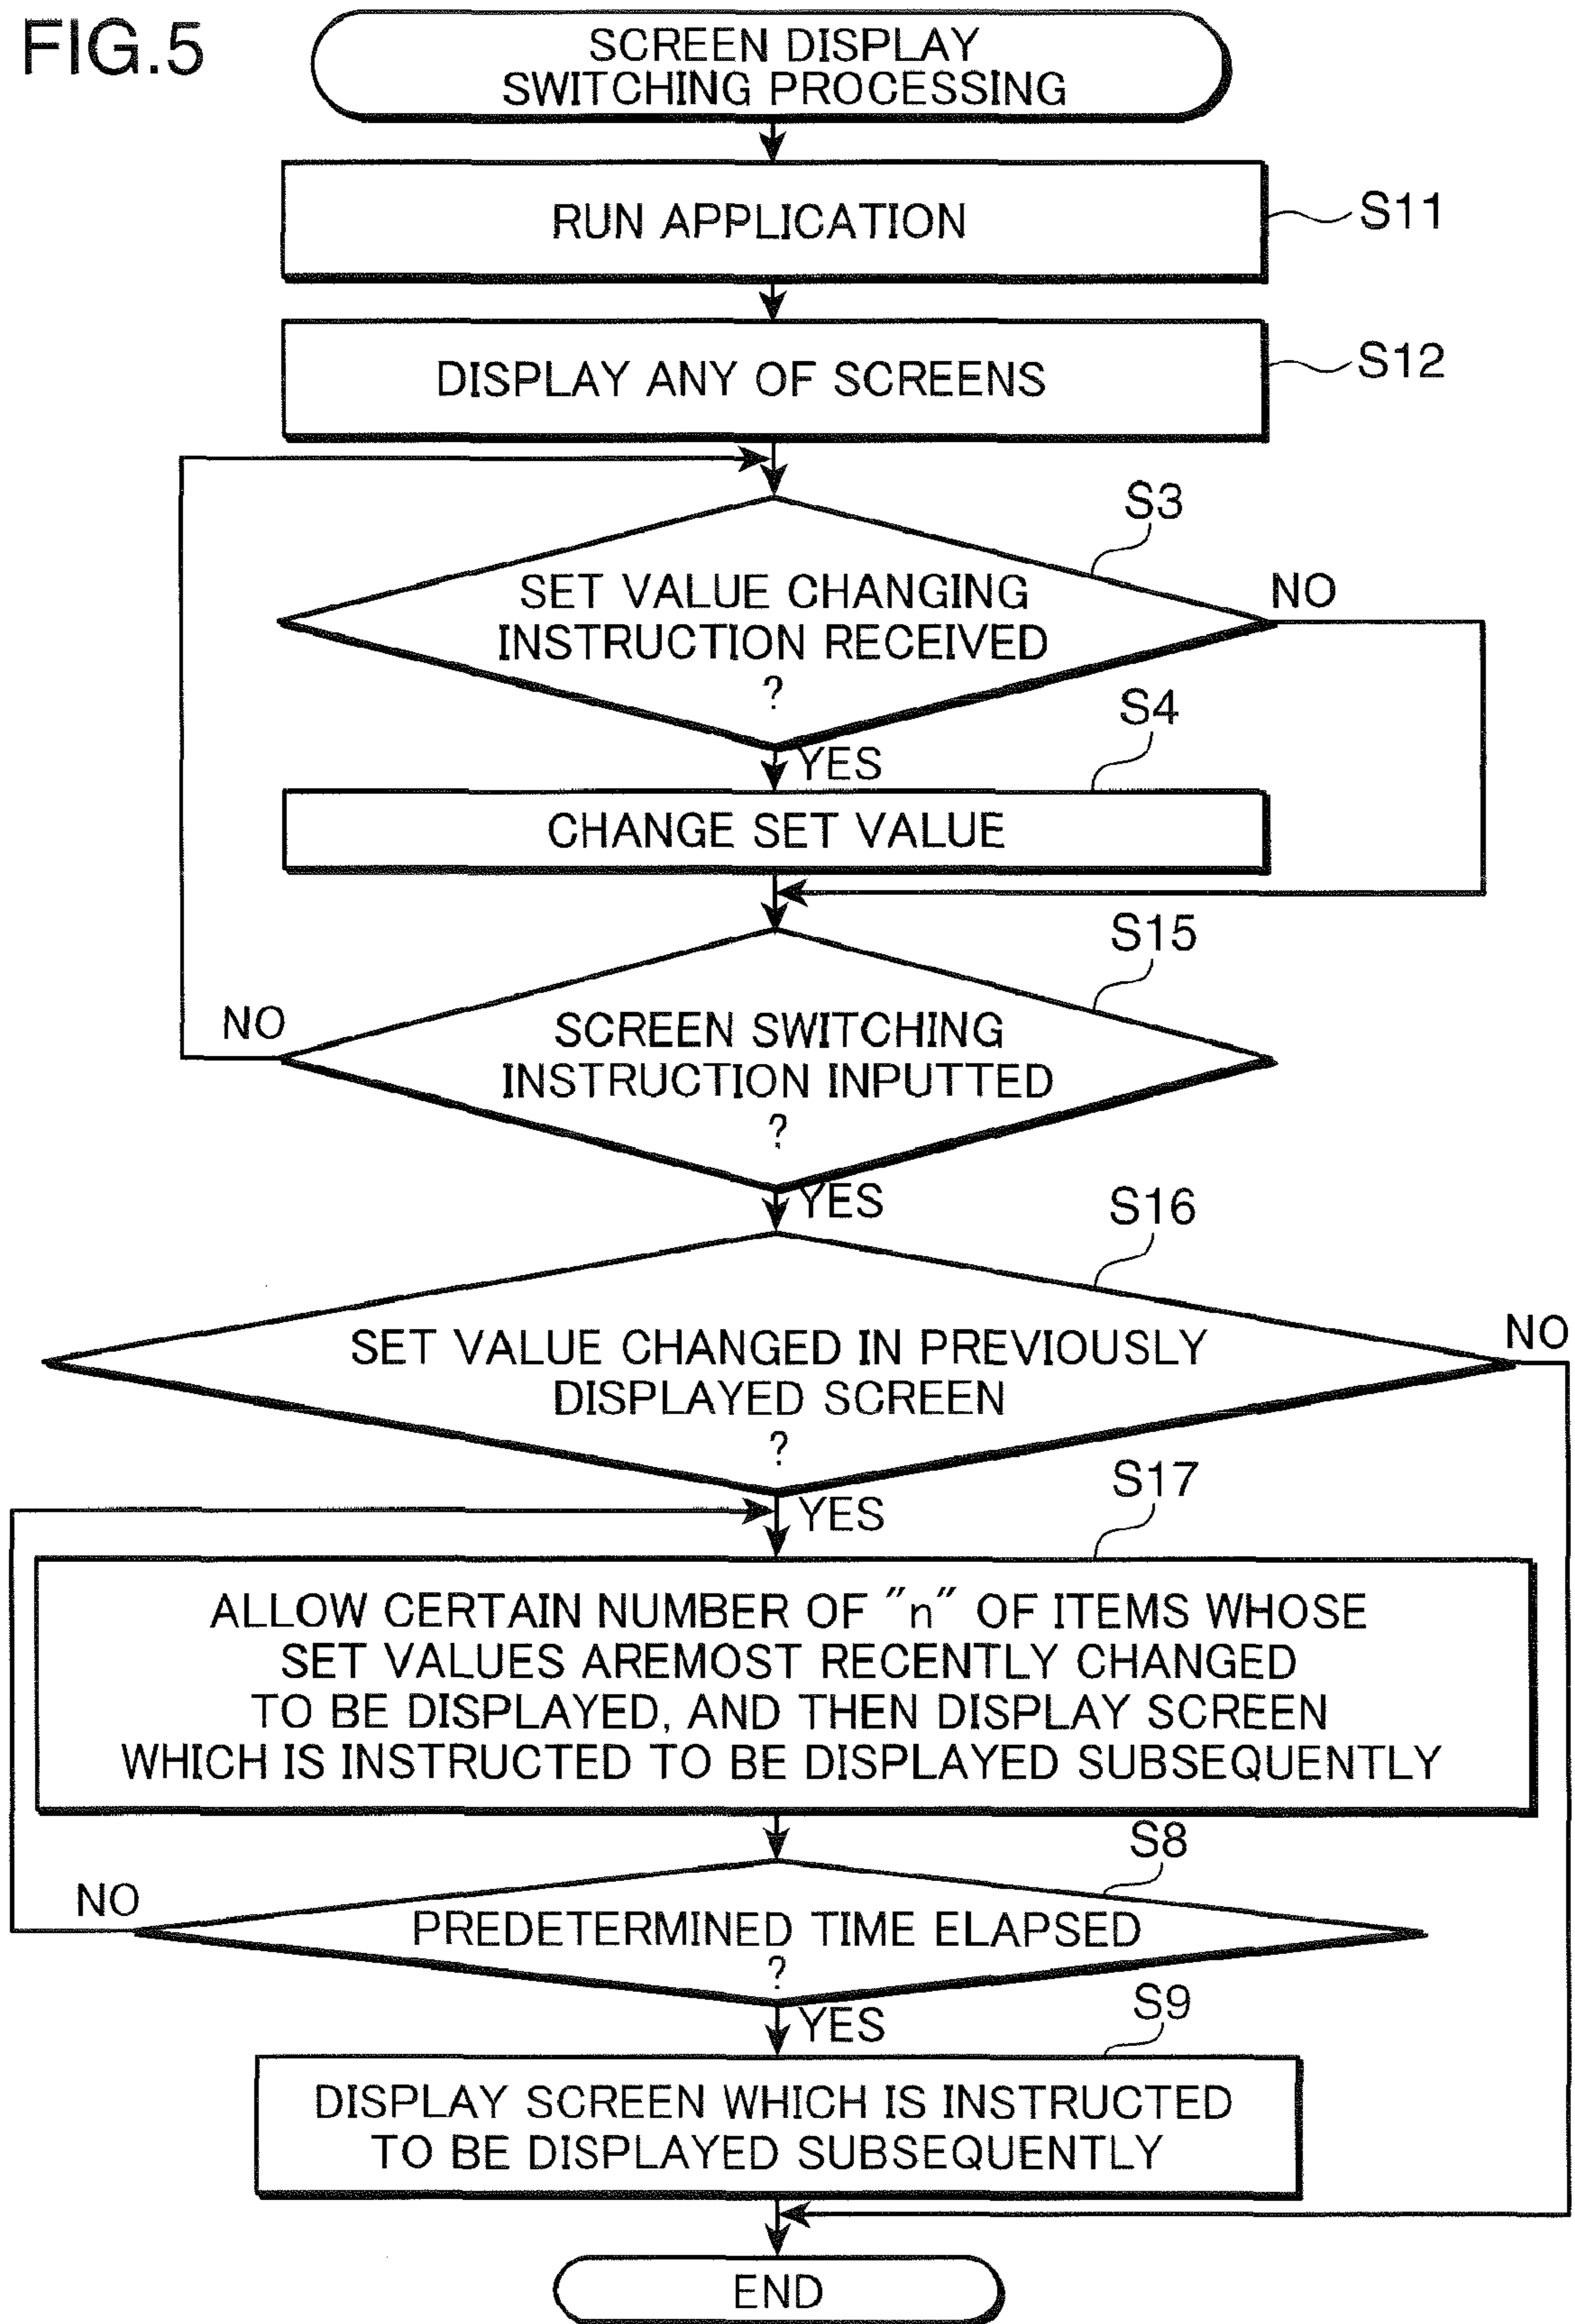 FIG.5
SCREEN DISPLAY
SWITCHING PROCESSING
RUN APPLICATION
S11
DISPLAY ANY OF SCREENS
S12
S3
SET VALUE CHANGING
INSTRUCTION RECEIVED
?
NO
YES
S4
CHANGE SET VALUE
S15
NO
SCREEN SWITCHING
INSTRUCTION INPUTTED
?
YES
S16
SET VALUE CHANGED IN PREVIOUSLY
DISPLAYED SCREEN
?
NO
YES
S17
ALLOW CERTAIN NUMBER OF "n" OF ITEMS WHOSE
SET VALUES AREMOST RECENTLY CHANGED
TO BE DISPLAYED, AND THEN DISPLAY SCREEN
WHICH IS INSTRUCTED TO BE DISPLAYED SUBSEQUENTLY
S8
NO
PREDETERMINED TIME ELAPSED
?
YES
S9
DISPLAY SCREEN WHICH IS INSTRUCTED
TO BE DISPLAYED SUBSEQUENTLY
END